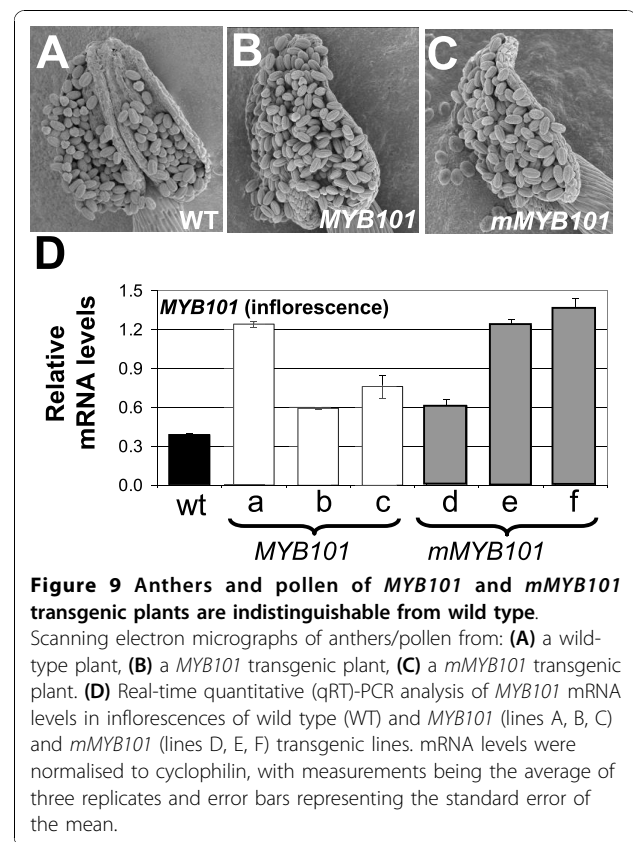 A
B
C
WT
MYB101
mMYB101
D
MYB101 (inflorescence)
Relative
mRNA levels
1.5
1.2
0.9
0.6
0.3
0.0
wt a b c d e f
MYB101 mMYB101
Figure 9 Anthers and pollen of MYB101 and mMYB101
transgenic plants are indistinguishable from wild type.
Scanning electron micrographs of anthers/pollen from: (A) a wild-
type plant, (B) a MYB101 transgenic plant, (C) a mMYB101 transgenic
plant. (D) Real-time quantitative (qRT)-PCR analysis of MYB101 mRNA
levels in inflorescences of wild type (WT) and MYB101 (lines A, B, C)
and mMYB101 (lines D, E, F) transgenic lines. mRNA levels were
normalised to cyclophilin, with measurements being the average of
three replicates and error bars representing the standard error of
the mean.